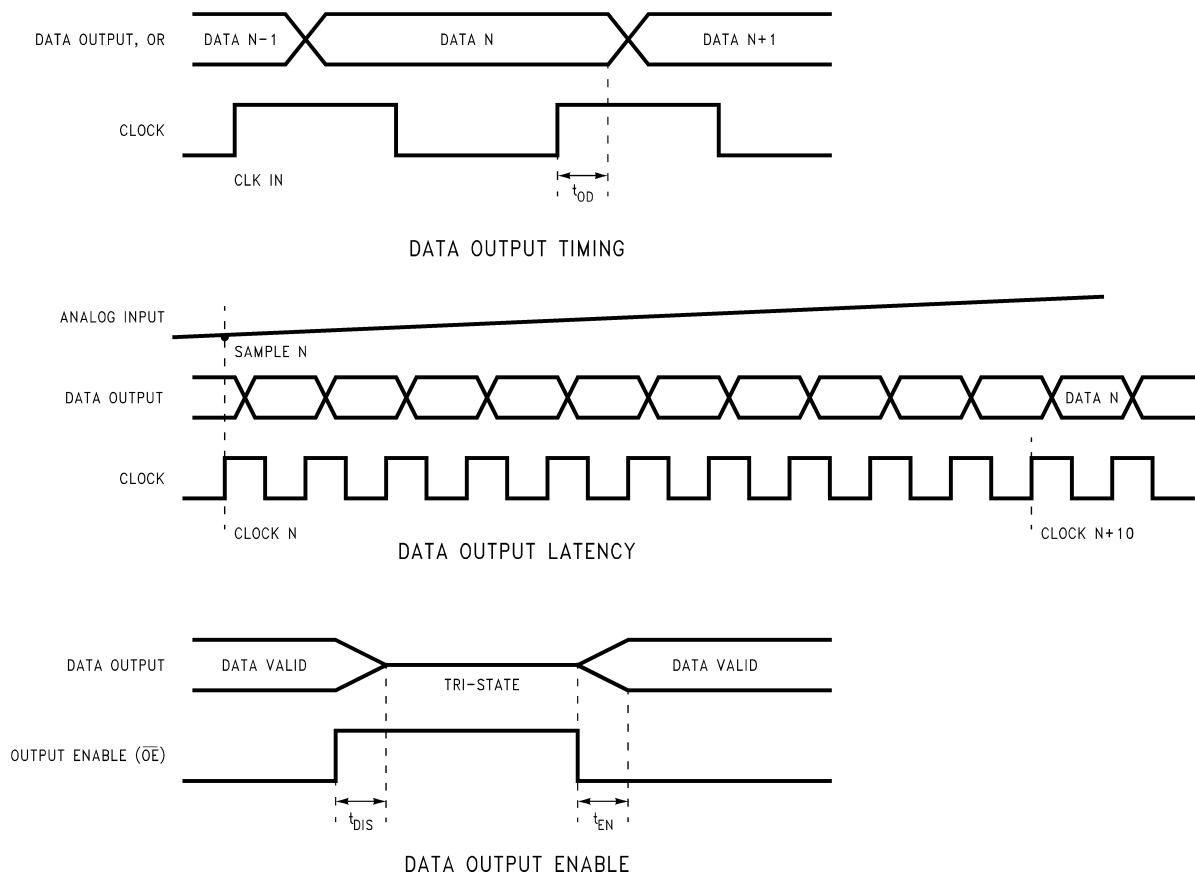 DATA OUTPUT, OR
DATA N-1
DATA N
DATA N+1
CLOCK
CLK IN
tOD
DATA OUTPUT TIMING
ANALOG INPUT
SAMPLE N
DATA OUTPUT
DATA N
CLOCK
CLOCK N
CLOCK N+10
DATA OUTPUT LATENCY
DATA OUTPUT
DATA VALID
TRI-STATE
DATA VALID
OUTPUT ENABLE (O̅E̅)
tDIS
tEN
DATA OUTPUT ENABLE